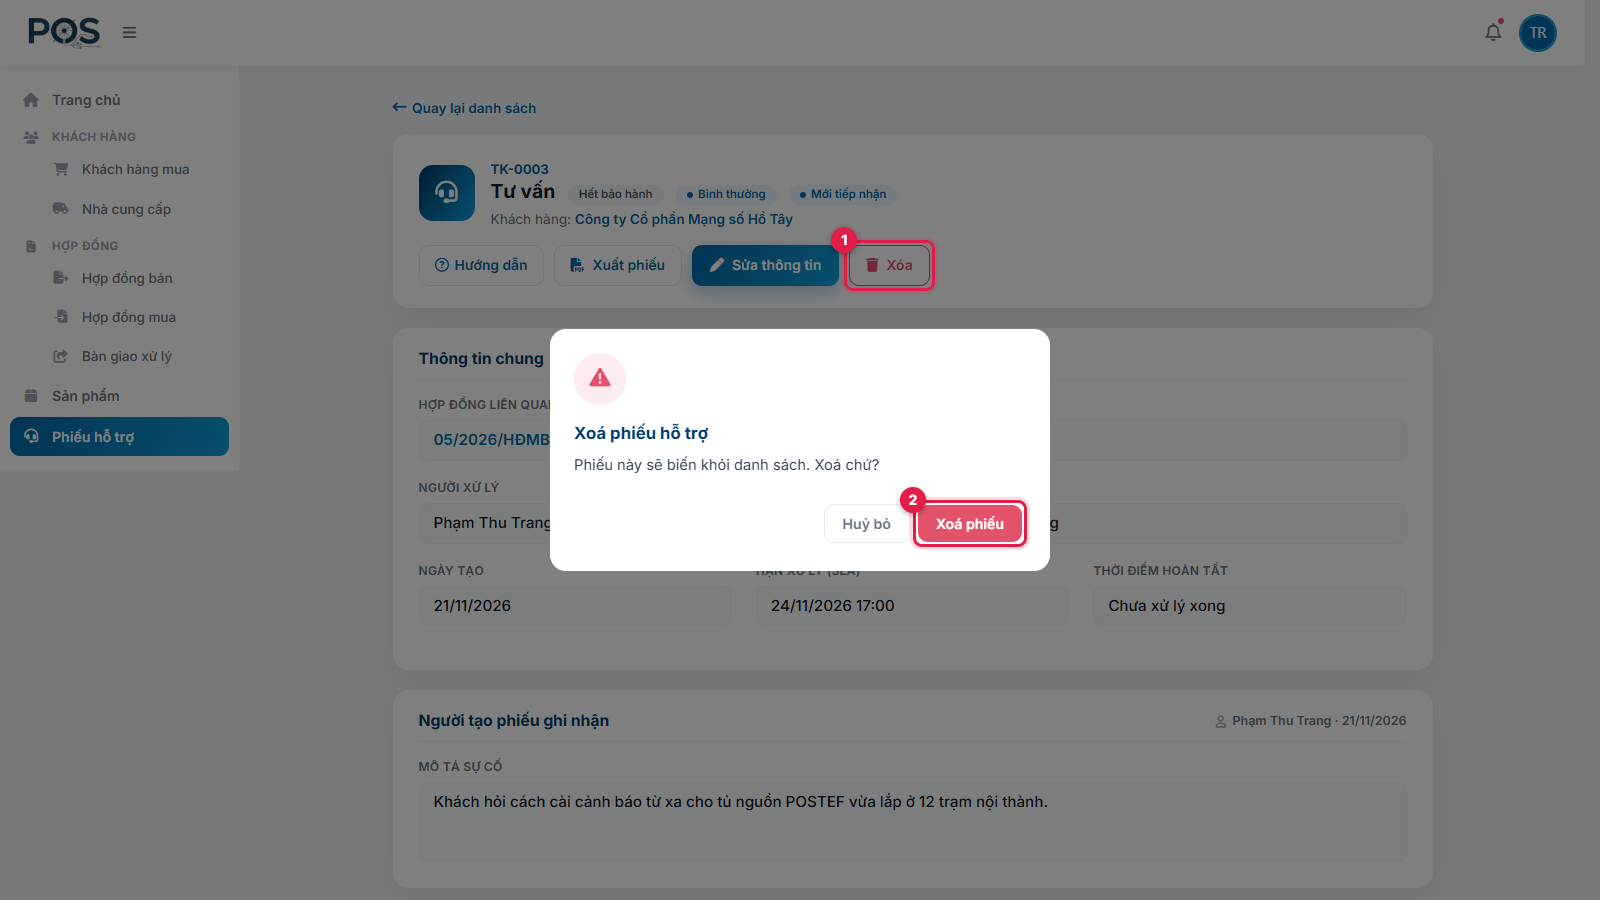 POS
TR
Trang chủ
KHÁCH HÀNG
Khách hàng mua
Nhà cung cấp
HỢP ĐỒNG
Hợp đồng bán
Hợp đồng mua
Bàn giao xử lý
Sản phẩm
Phiếu hỗ trợ
Quay lại danh sách
TK-0003
Tư vấn Hết bảo hành Bình thường Mới tiếp nhận
Khách hàng: Công ty Cổ phần Mạng số Hồ Tây
Hướng dẫn Xuất phiếu Sửa thông tin 1 Xóa
Thông tin chung
HỢP ĐỒNG LIÊN QUAN
05/2026/HĐMB
NGƯỜI XỬ LÝ
Phạm Thu Trang
Xoá phiếu hỗ trợ
Phiếu này sẽ biến khỏi danh sách. Xoá chứ?
Huỷ bỏ 2 Xoá phiếu
NGÀY TẠO HẠN XỬ LÝ (SLA) THỜI ĐIỂM HOÀN TẤT
21/11/2026 24/11/2026 17:00 Chưa xử lý xong
Người tạo phiếu ghi nhận Phạm Thu Trang · 21/11/2026
MÔ TẢ SỰ CỐ
Khách hỏi cách cài cảnh báo từ xa cho tủ nguồn POSTEF vừa lắp ở 12 trạm nội thành.